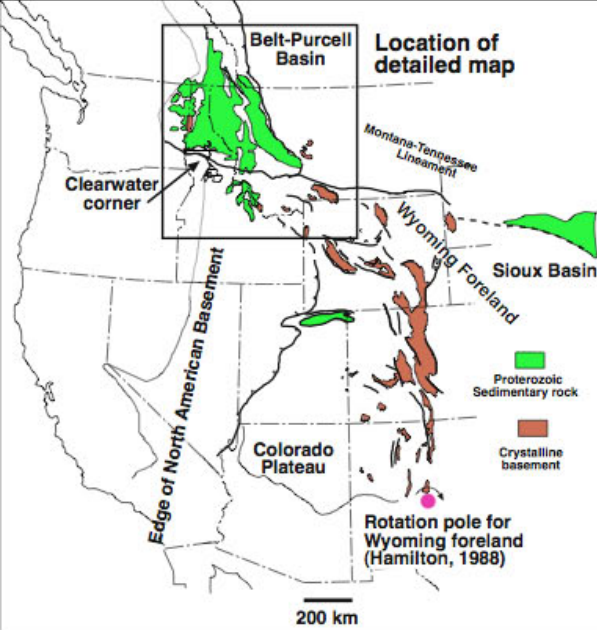 Belt-Purcell
Basin
Location of
detailed map
Montana-Tennessee
Lineament
Clearwater
corner
Wyoming Foreland
Sioux Basin
Edge of North American Basement
Proterozoic
Sedimentary rock
Crystalline
basement
Colorado
Plateau
Rotation pole for
Wyoming foreland
(Hamilton, 1988)
200 km